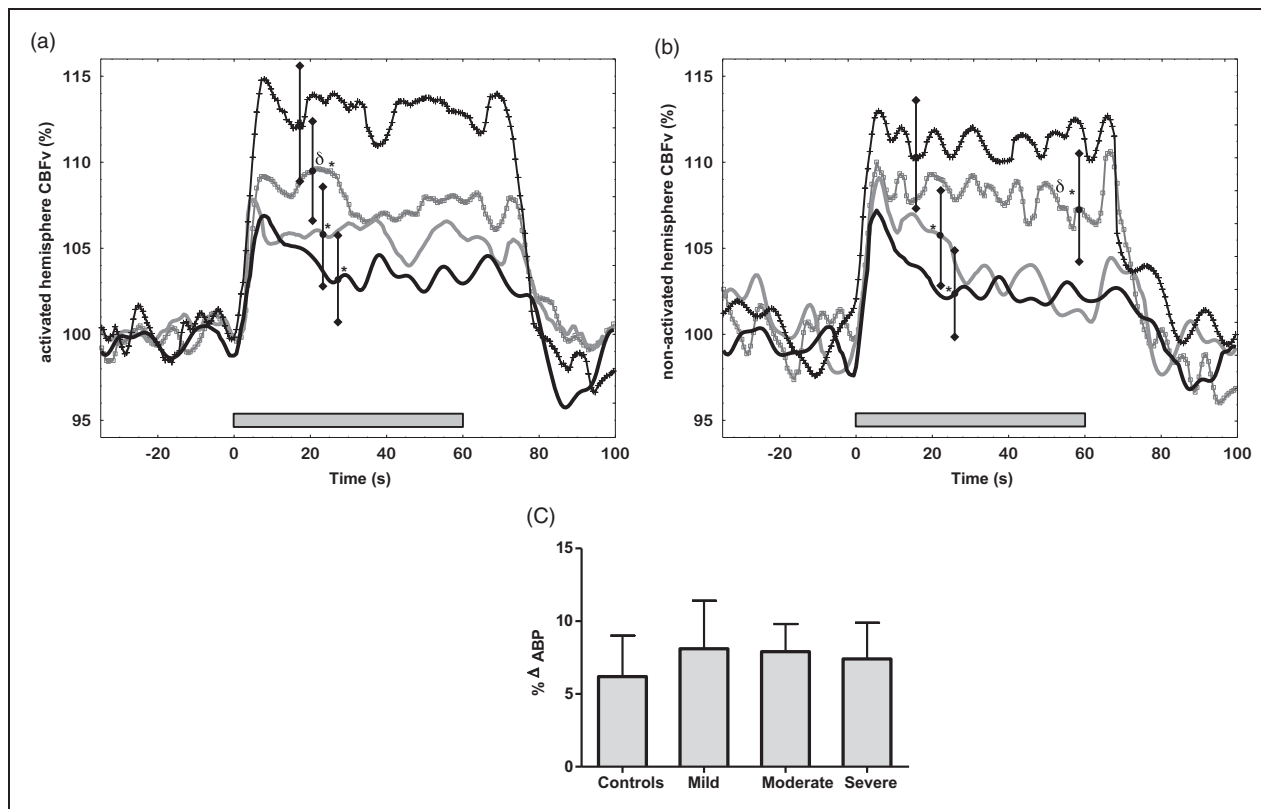 (a)
activated hemisphere CBFv (%)
115
110
105
100
95
δ *
*
*
-20 0 20 40 60 80 100
Time (s)
(b)
non-activated hemisphere CBFv (%)
115
110
105
100
95
δ *
*
*
-20 0 20 40 60 80 100
Time (s)
(C)
% Δ ABP
15
10
5
0
Controls Mild Moderate Severe